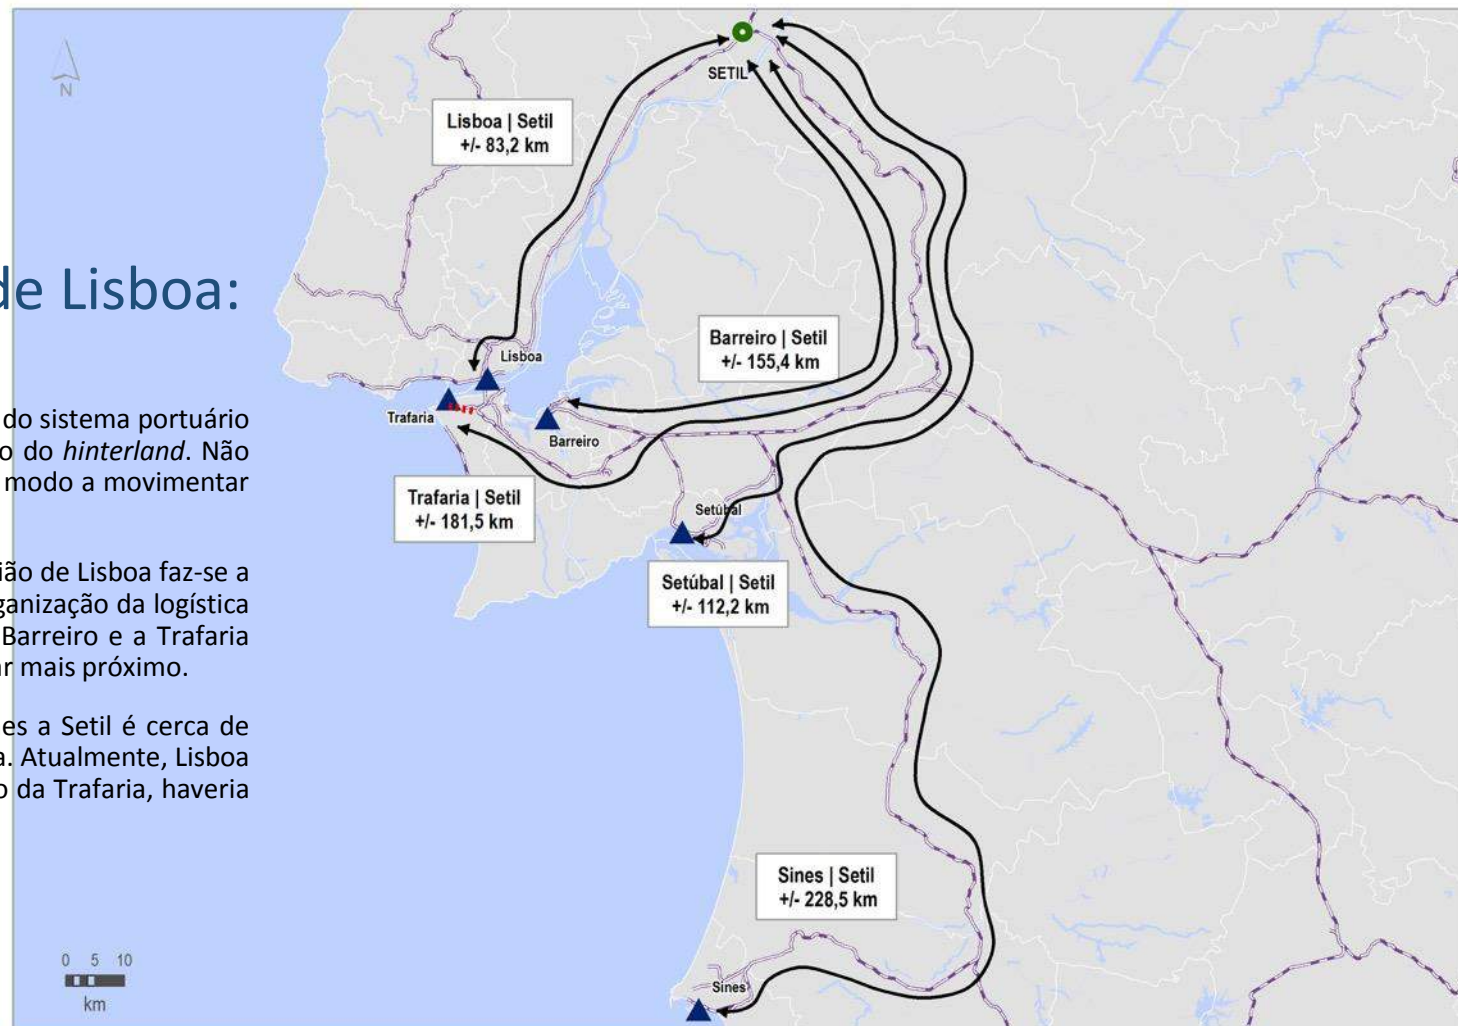 N
SETIL
Lisboa | Setil
+/- 83,2 km
de Lisboa:
Barreiro | Setil
+/- 155,4 km
Lisboa
Trafaria
Barreiro
do sistema portuário
o do hinterland. Não
modo a movimentar
Trafaria | Setil
+/- 181,5 km
Setúbal
ião de Lisboa faz-se a
ganização da logística
Barreiro e a Trafaria
ar mais próximo.
Setúbal | Setil
+/- 112,2 km
es a Setil é cerca de
a. Atualmente, Lisboa
o da Trafaria, haveria
Sines | Setil
+/- 228,5 km
0 5 10
km
Sines